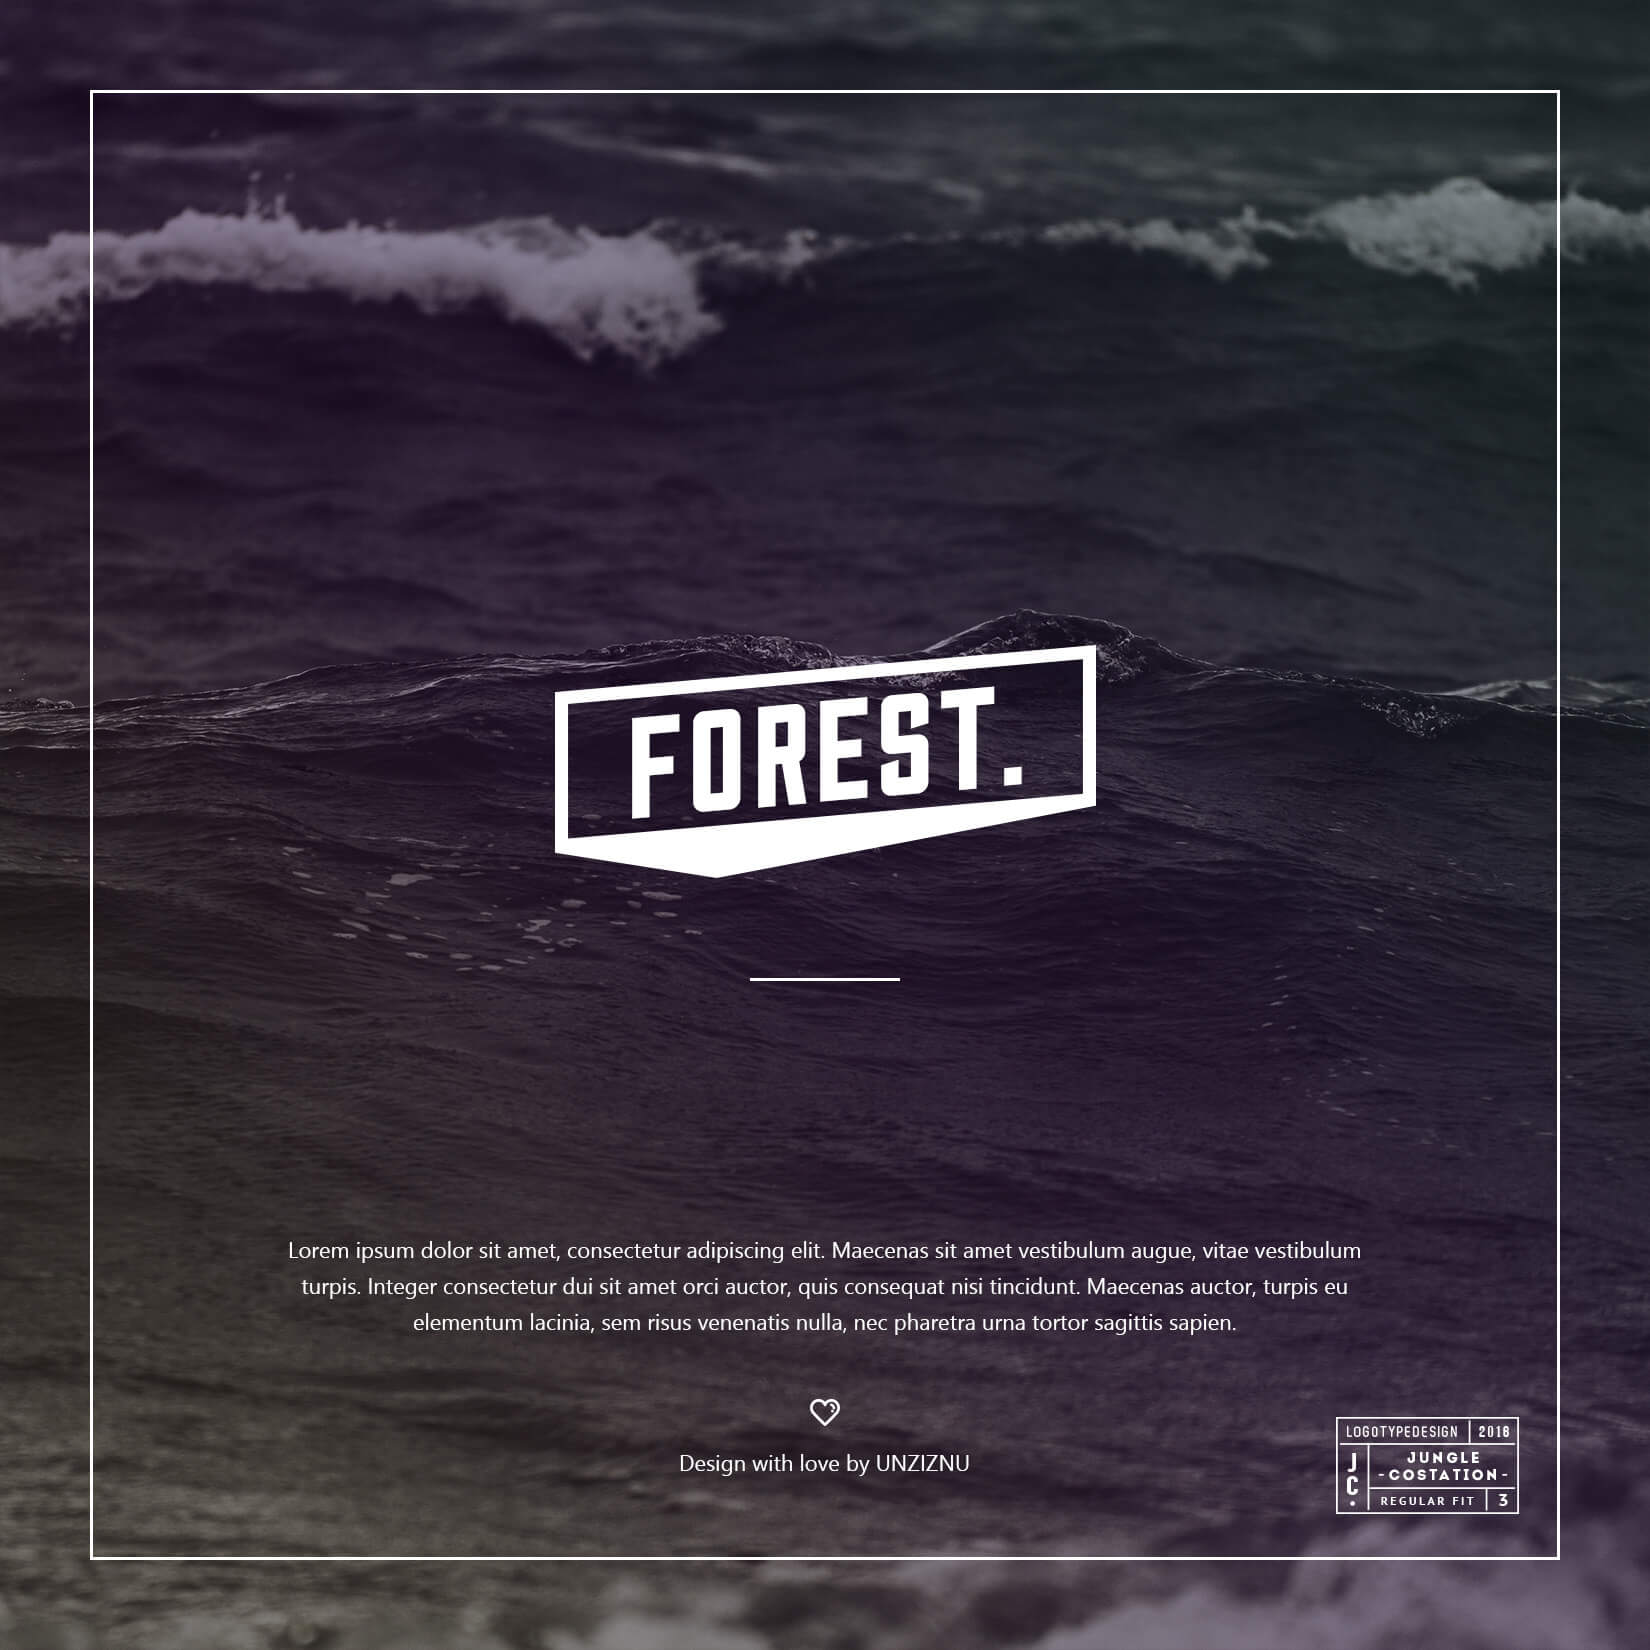 FOREST.
Lorem ipsum dolor sit amet, consectetur adipiscing elit. Maecenas sit amet vestibulum augue, vitae vestibulum
turpis. Integer consectetur dui sit amet orci auctor, quis consequat nisi tincidunt. Maecenas auctor, turpis eu
elementum lacinia, sem risus venenatis nulla, nec pharetra urna tortor sagittis sapien.
Design with love by UNZIZNU
LOGOTYPEDESIGN 2018
JC.
JUNGLE
-COSTATION-
REGULAR FIT 3